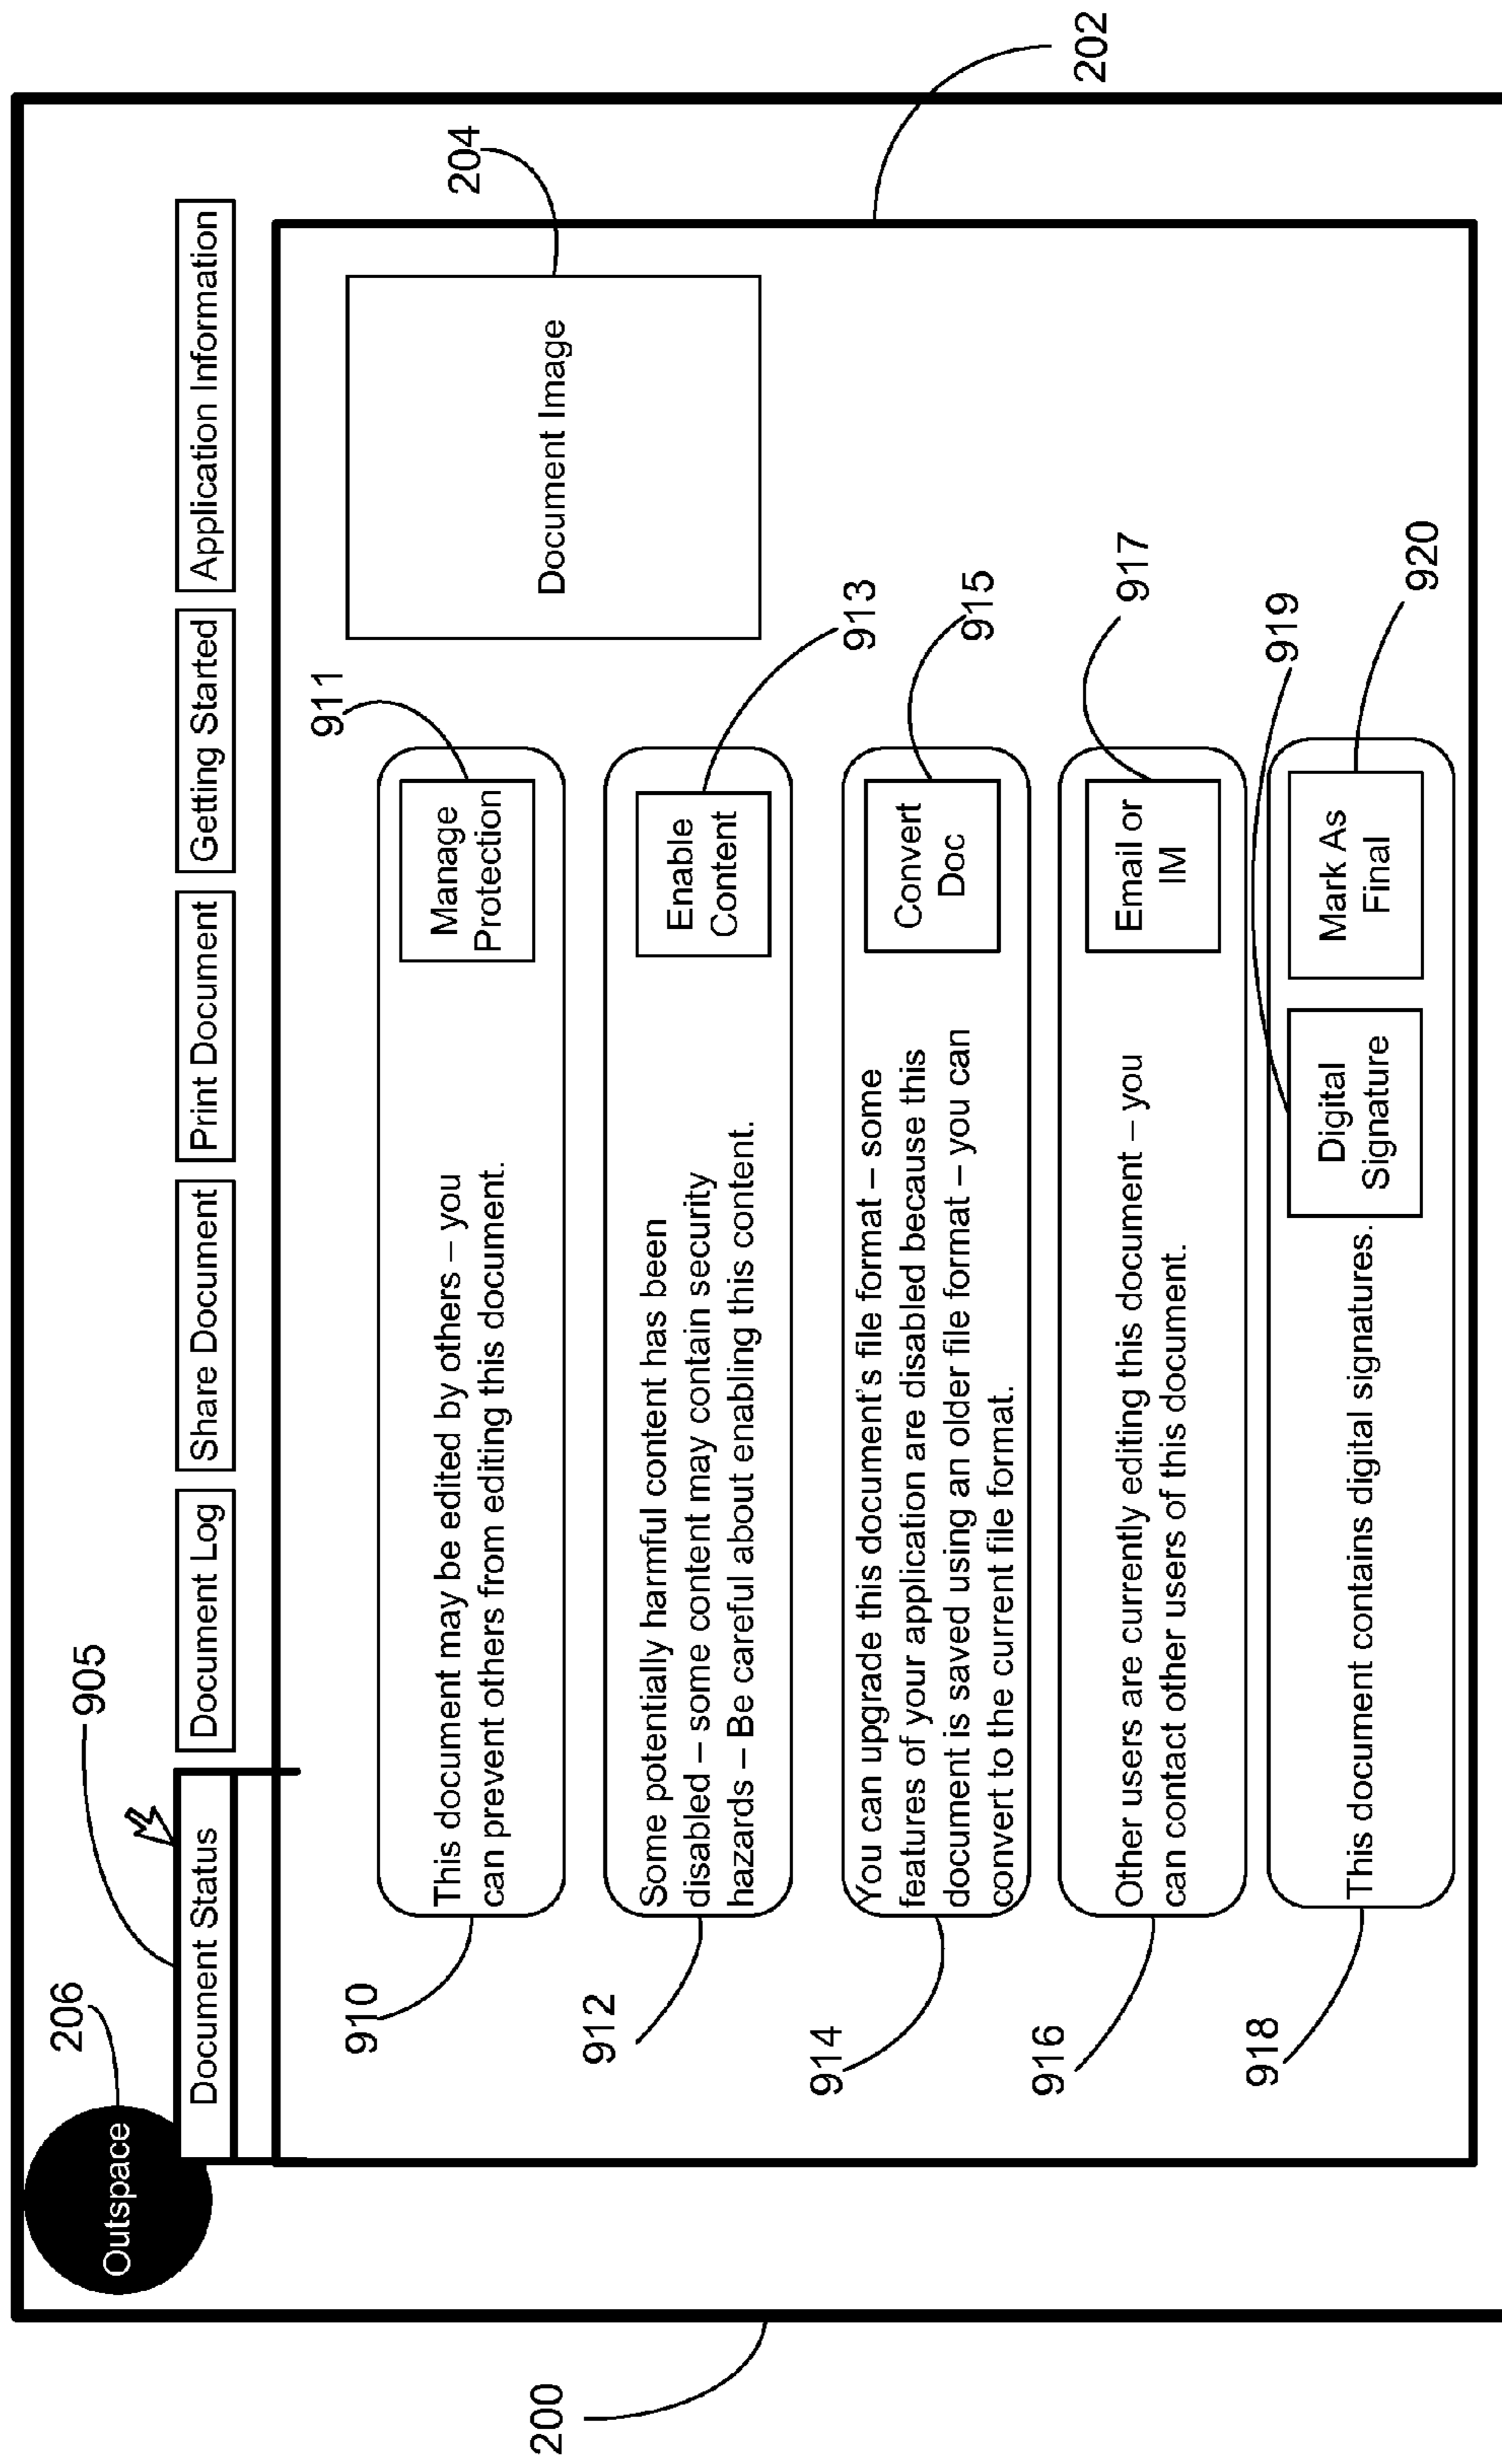 Outspace
206
905
Document Status
Document Log
Share Document
Print Document
Getting Started
Application Information
204
202
200
Document Image
910
This document may be edited by others – you
can prevent others from editing this document.
Manage
Protection
911
912
Some potentially harmful content has been
disabled – some content may contain security
hazards – Be careful about enabling this content.
Enable
Content
913
914
You can upgrade this document's file format – some
features of your application are disabled because this
document is saved using an older file format – you can
convert to the current file format.
Convert
Doc
915
916
Other users are currently editing this document – you
can contact other users of this document.
Email or
IM
917
918
This document contains digital signatures.
Digital
Signature
919
Mark As
Final
920